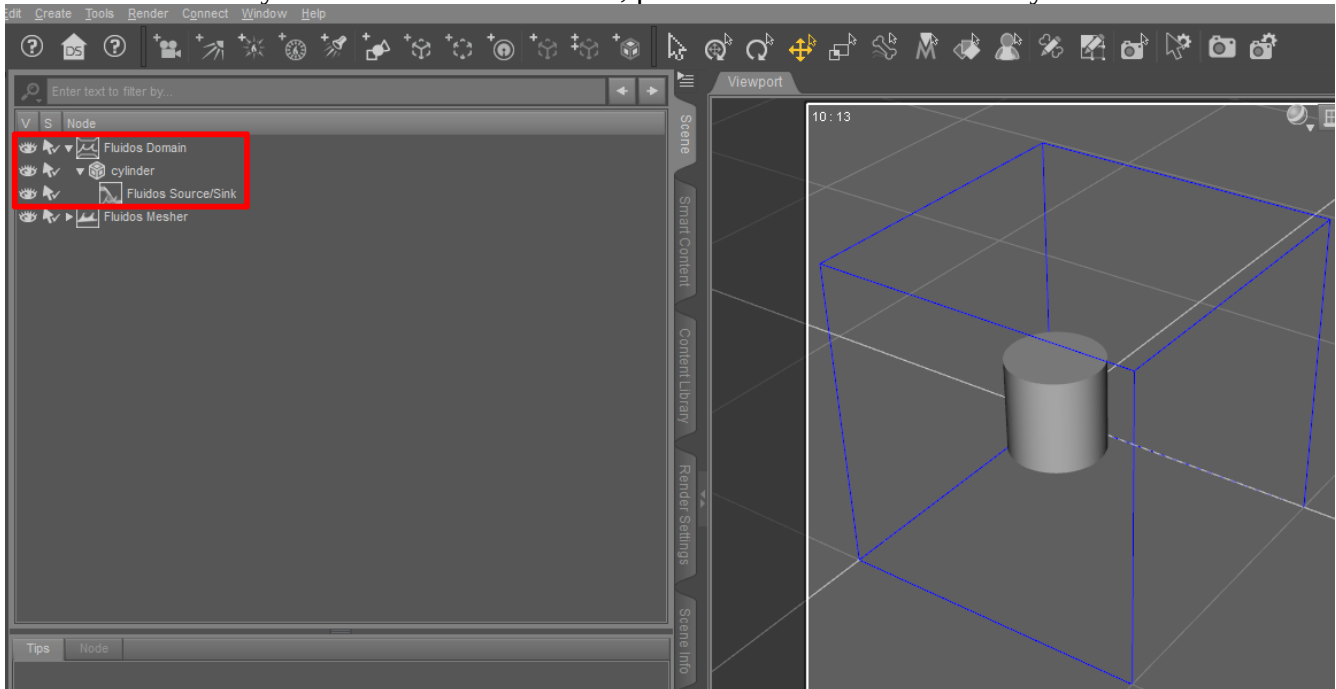 Edit Create Tools Render Connect Window Help
DS
Enter text to filter by...
V S Node
Fluidos Domain
cylinder
Fluidos Source/Sink
Fluidos Mesher
Tips Node
Scene
Smart Content
Content Library
Render Settings
Scene Info
Viewport
10 : 13